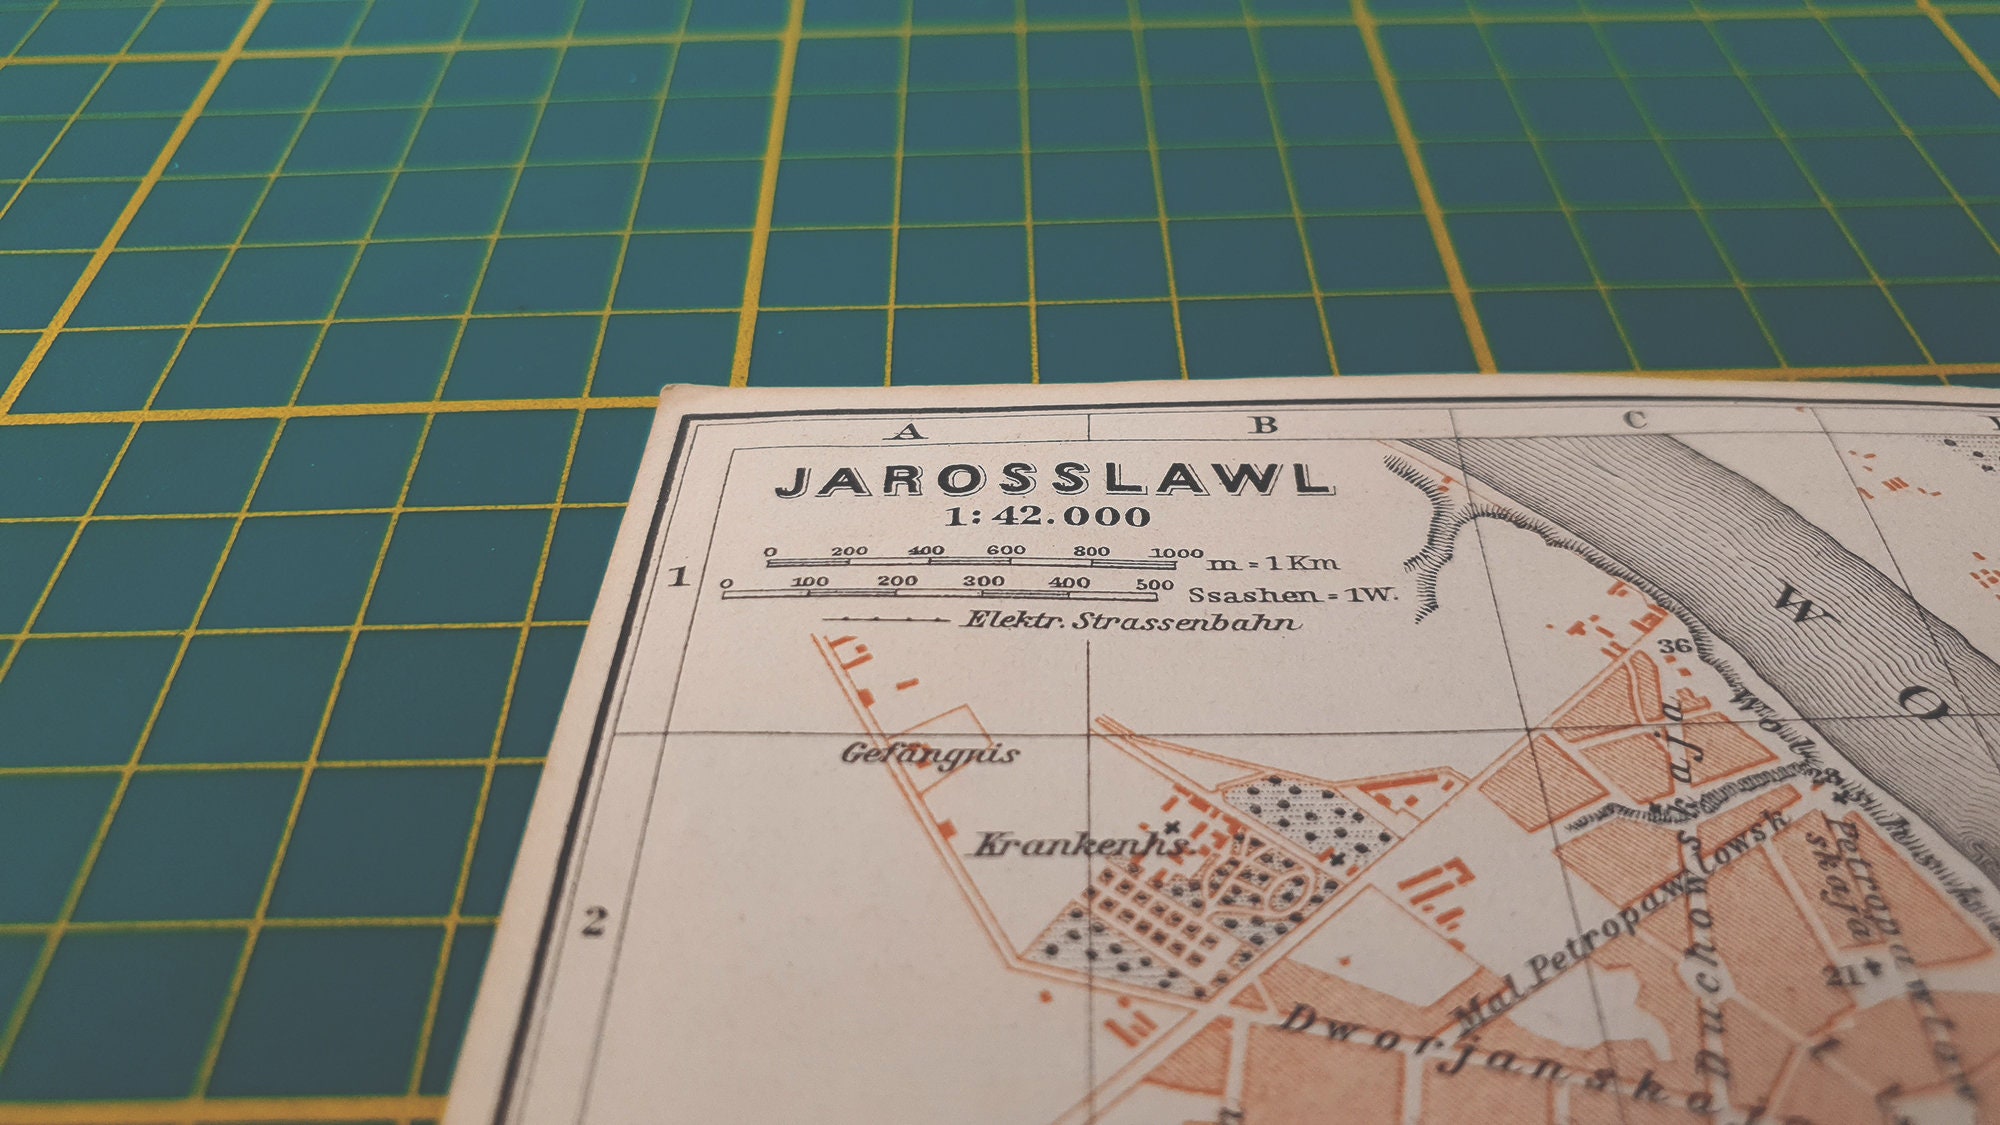 A B C
JAROSSLAWL
1:42.000
0 200 400 600 800 1000 m = 1 Km
1
0 100 200 300 400 500 Ssashen = 1W.
Elektr. Strassenbahn
W
36
O
Gefängnis
Krankenhs.
2
Mal Petropawlowsk
21
Dworjanskaja